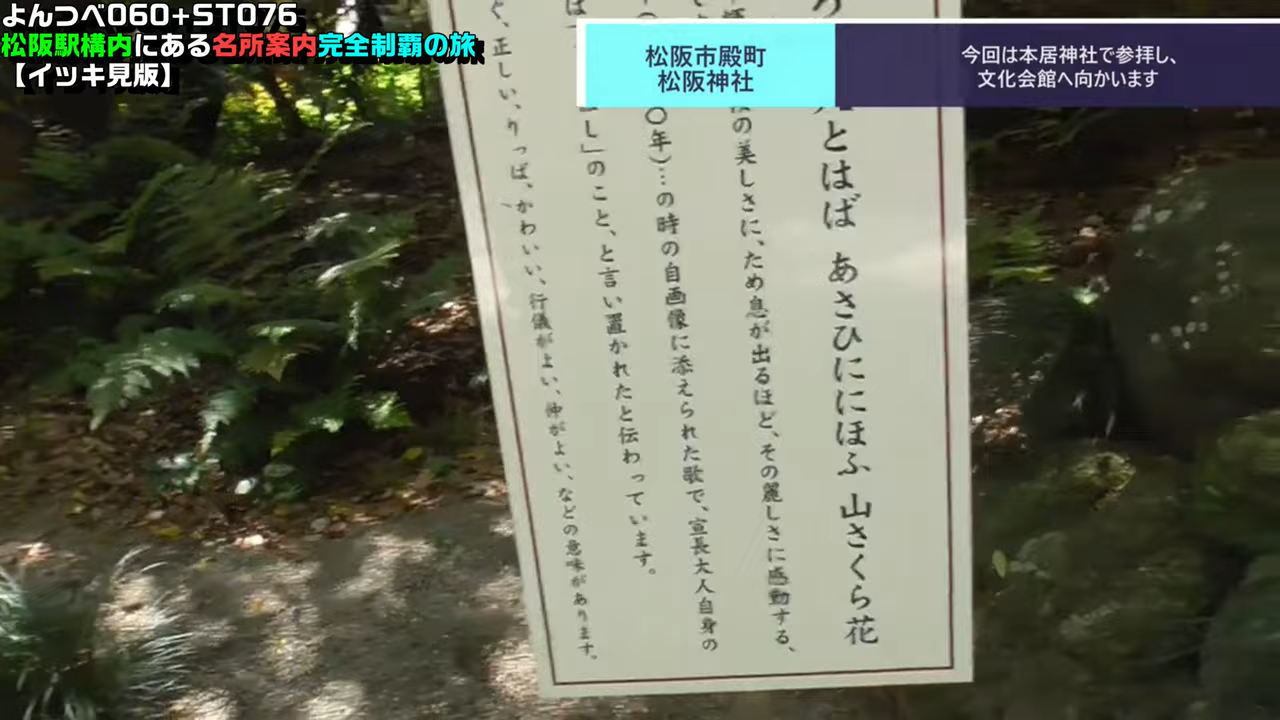 よんつべ060+ST076
松阪駅構内にある名所案内完全制覇の旅
【イッキ見版】
松阪市殿町
松阪神社
今回は本居神社で参拝し、
文化会館へ向かいます
とはば あさひににほふ 山さくら花
の美しさに、ため息が出るほど、その麗しさに感動する、
〇年)…の時の自画像に添えられた歌で、宣長大人自身の
し」のこと、と言い置かれたと伝わっています。
ど、正しい、りっぱ、かわいい、行儀がよい、仲がよい、などの意味があります。